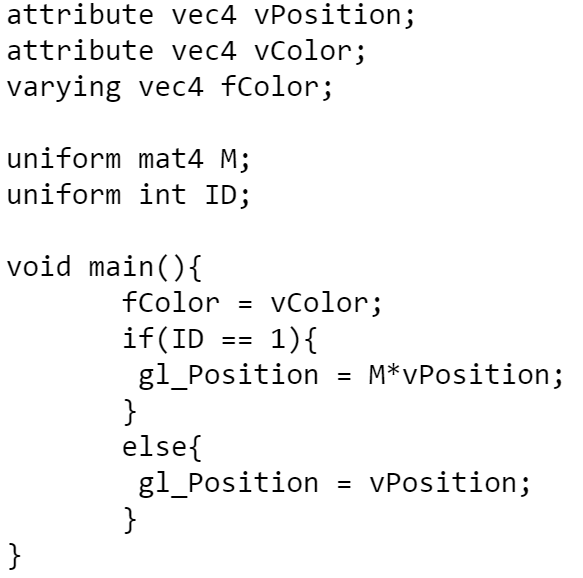 attribute vec4 vPosition;
attribute vec4 vColor;
varying vec4 fColor;

uniform mat4 M;
uniform int ID;

void main(){
       fColor = vColor;
       if(ID == 1){
        gl_Position = M*vPosition;
       }
       else{
        gl_Position = vPosition;
       }
}